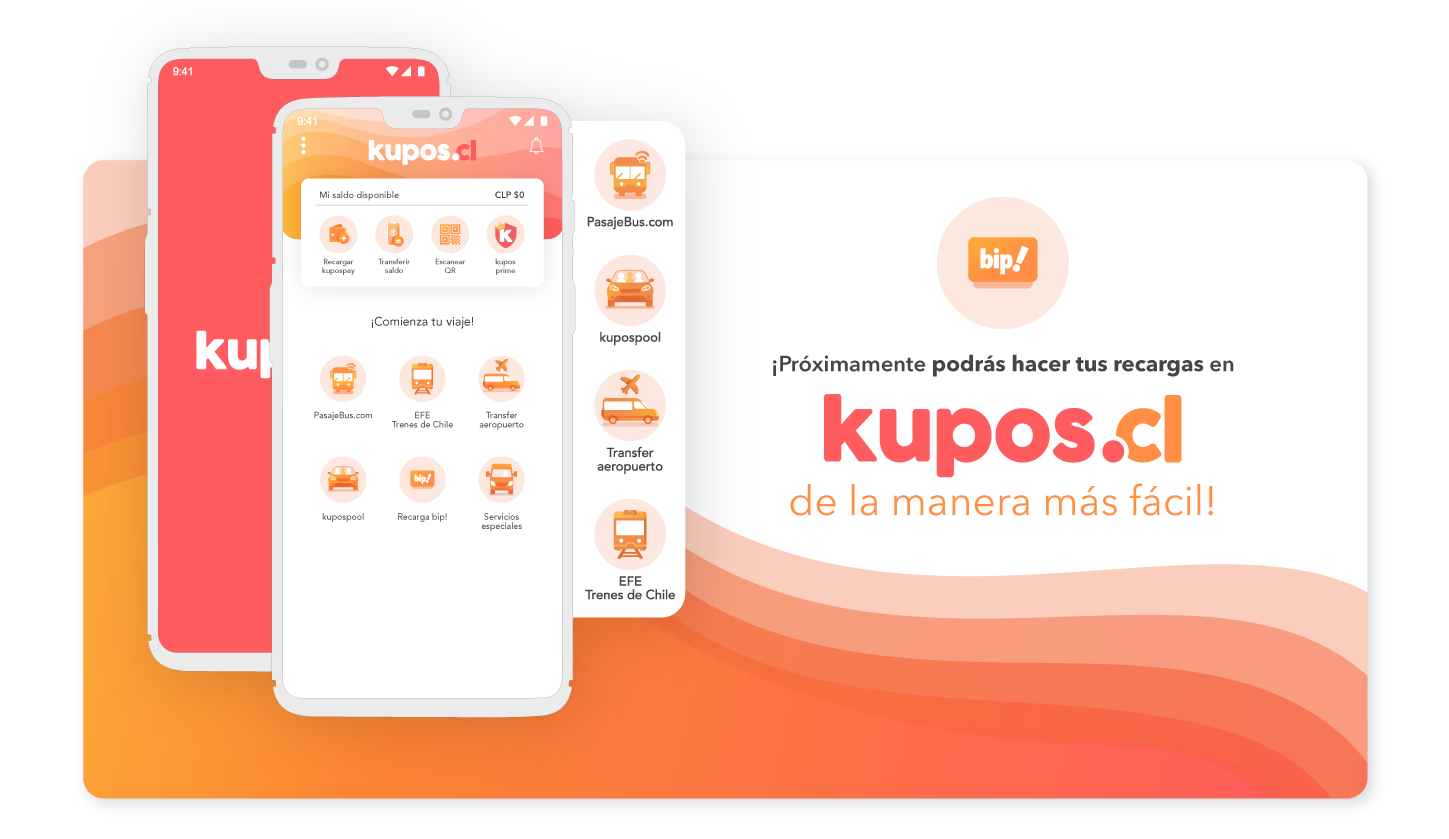 9:41
kup
9:41
kupos.cl
Mi saldo disponible CLP $0
Recargar
kupospay
Transferir
saldo
Escanear
QR
K
kupos
prime
¡Comienza tu viaje!
PasajeBus.com
EFE
Trenes de Chile
Transfer
aeropuerto
kupospool
bip!
Recarga bip!
Servicios
especiales
PasajeBus.com
kupospool
Transfer
aeropuerto
EFE
Trenes de Chile
bip!
¡Próximamente podrás hacer tus recargas en
kupos.cl
de la manera más fácil!